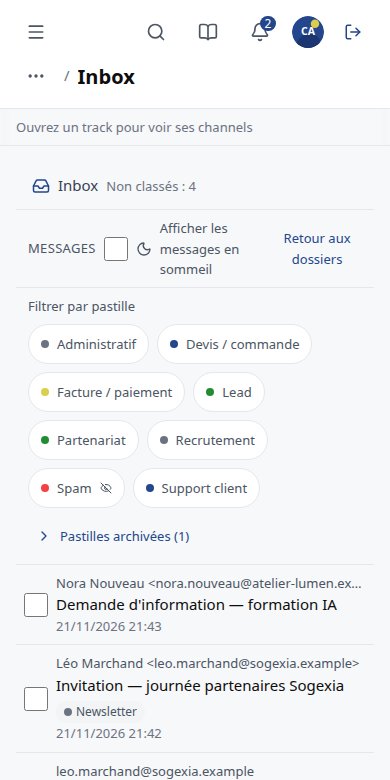 2
CA
/ Inbox
Ouvrez un track pour voir ses channels
Inbox Non classés : 4
MESSAGES
Afficher les
messages en
sommeil
Retour aux
dossiers
Filtrer par pastille
Administratif
Devis / commande
Facture / paiement
Lead
Partenariat
Recrutement
Spam
Support client
Pastilles archivées (1)
Nora Nouveau <nora.nouveau@atelier-lumen.ex...
Demande d'information — formation IA
21/11/2026 21:43
Léo Marchand <leo.marchand@sogexia.example>
Invitation — journée partenaires Sogexia
Newsletter
21/11/2026 21:42
leo.marchand@sogexia.example